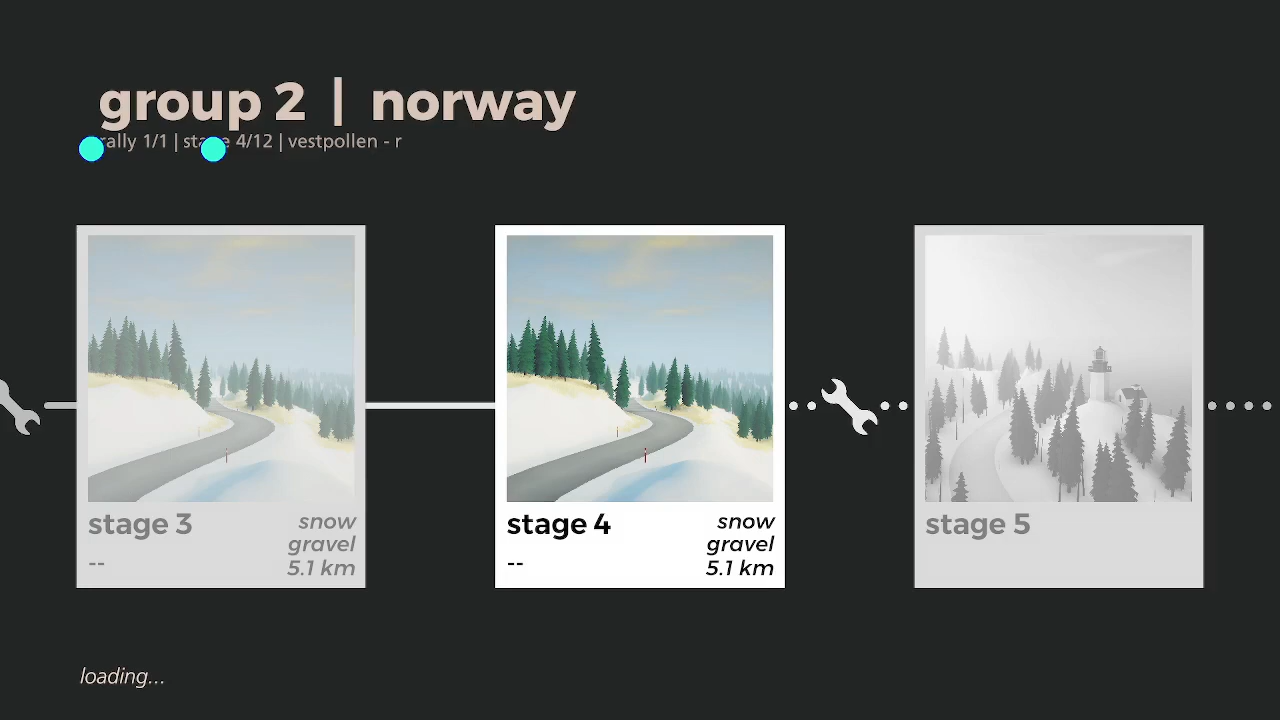 group 2 | norway
rally 1/1 | stage 4/12 | vestpollen - r
stage 3
snow
gravel
--
5.1 km
stage 4
snow
gravel
--
5.1 km
stage 5
loading...